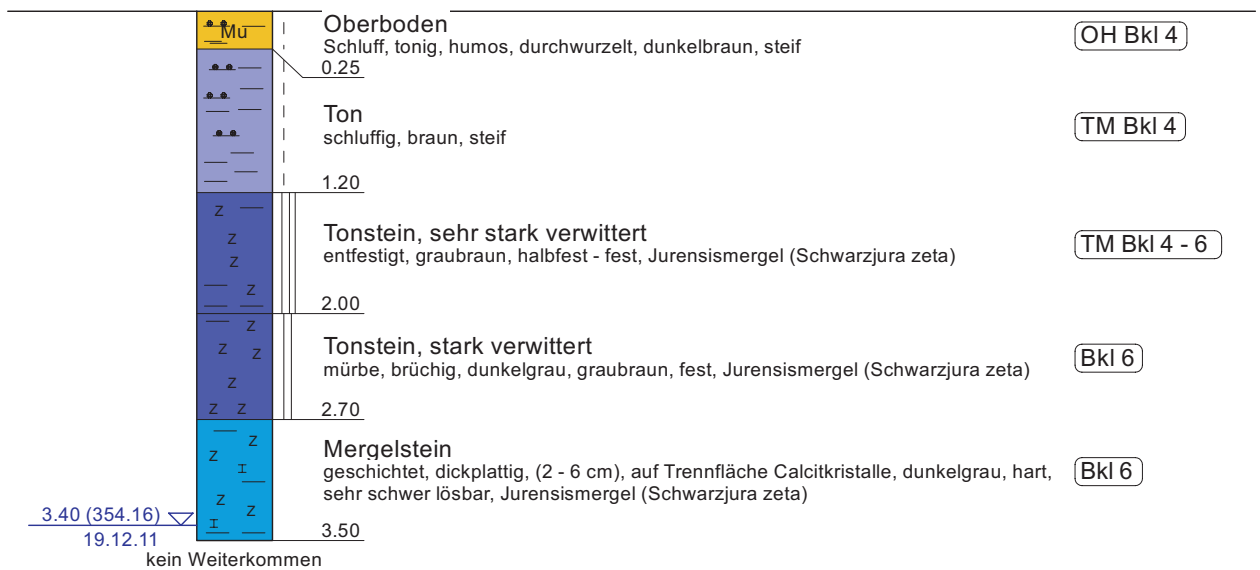 Mu
Oberboden
Schluff, tonig, humos, durchwurzelt, dunkelbraun, steif
OH Bkl 4
0.25
Ton
schluffig, braun, steif
TM Bkl 4
1.20
Tonstein, sehr stark verwittert
entfestigt, graubraun, halbfest - fest, Jurensismergel (Schwarzjura zeta)
TM Bkl 4 - 6
2.00
Tonstein, stark verwittert
mürbe, brüchig, dunkelgrau, graubraun, fest, Jurensismergel (Schwarzjura zeta)
Bkl 6
2.70
Mergelstein
geschichtet, dickplattig, (2 - 6 cm), auf Trennfläche Calcitkristalle, dunkelgrau, hart,
sehr schwer lösbar, Jurensismergel (Schwarzjura zeta)
Bkl 6
3.40 (354.16)
19.12.11
3.50
kein Weiterkommen